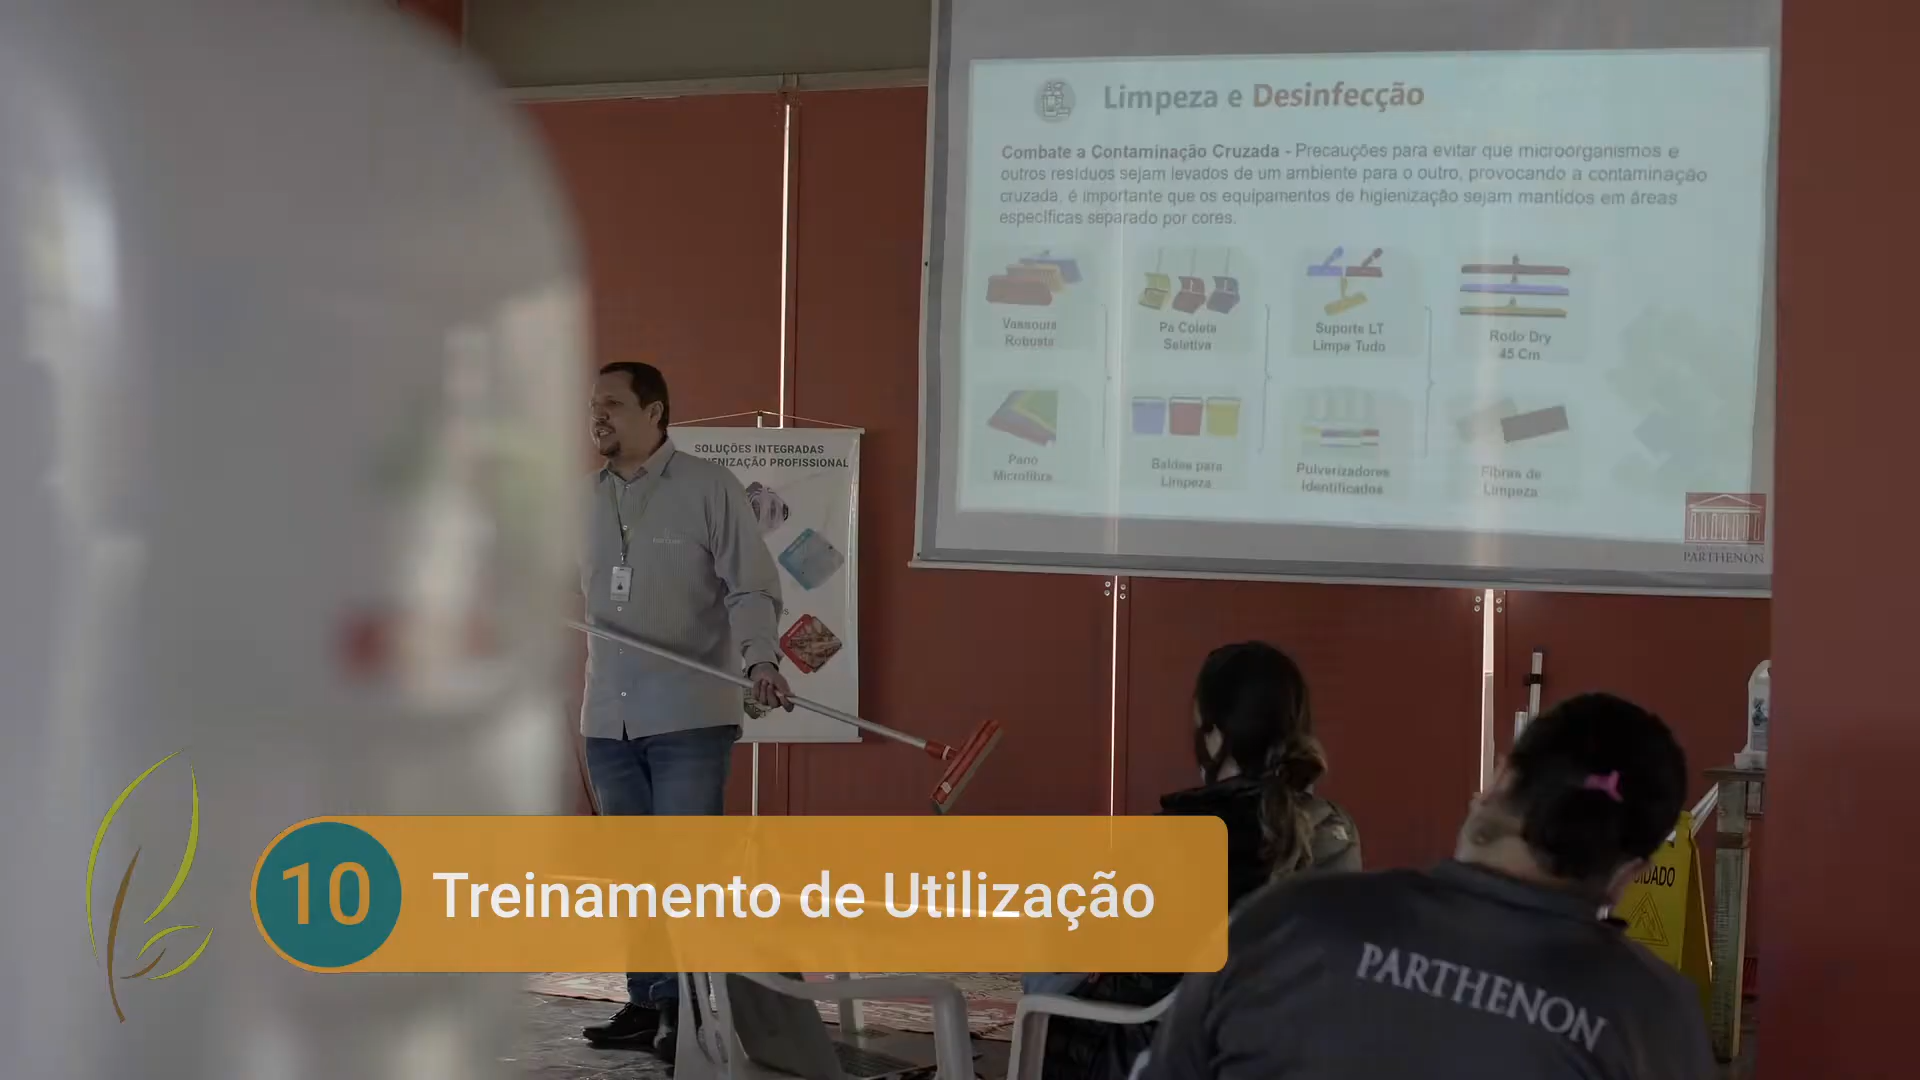 Limpeza e Desinfecção
Combate a Contaminação Cruzada - Precauções para evitar que microorganismos e
outros resíduos sejam levados de um ambiente para o outro, provocando a contaminação
cruzada, é importante que os equipamentos de higienização sejam mantidos em áreas
específicas separado por cores.
Vassoura
Robusta
Pa Coleta
Seletiva
Suporte LT
Limpa Tudo
Rodo Dry
45 Cm
Pano
Microfibra
Baldes para
Limpeza
Pulverizadores
Identificados
Fibras de
Limpeza
PARTHENON
SOLUÇÕES INTEGRADAS
PROFISSIONAL
10
Treinamento de Utilização
PARTHENON